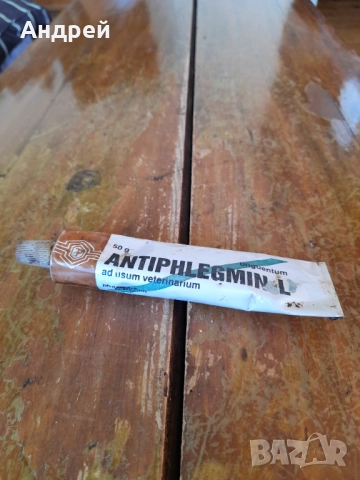 Андрей
50 g
unguentum
ANTIPHLEGMIN L
ad usum veterinarium
BAZAR